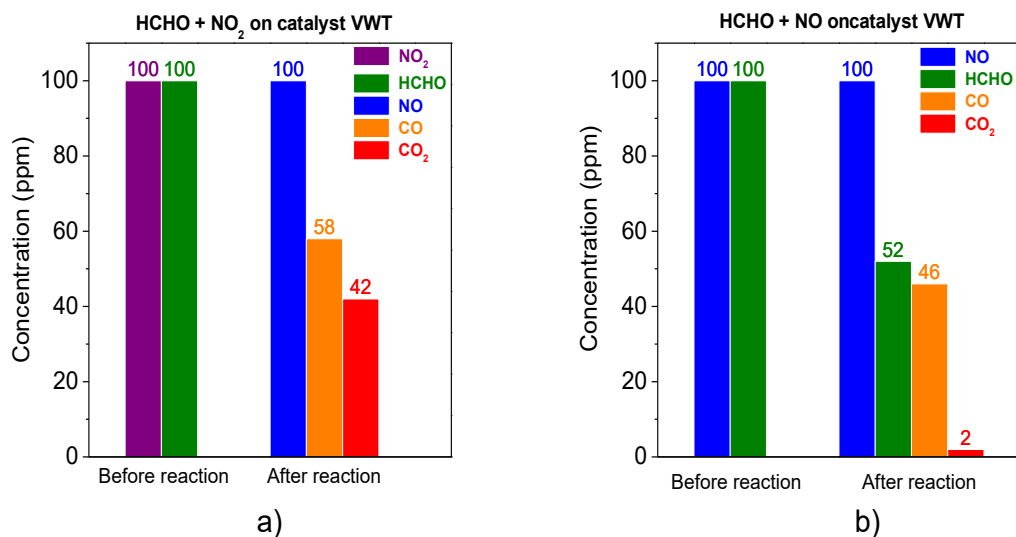 HCHO + NO₂ on catalyst VWT
NO₂
HCHO
NO
CO
CO₂
100 100
100
58
42
Concentration (ppm)
100
80
60
40
20
0
Before reaction
After reaction
a)
HCHO + NO oncatalyst VWT
NO
HCHO
CO
CO₂
100 100
100
52
46
2
Concentration (ppm)
100
80
60
40
20
0
Before reaction
After reaction
b)